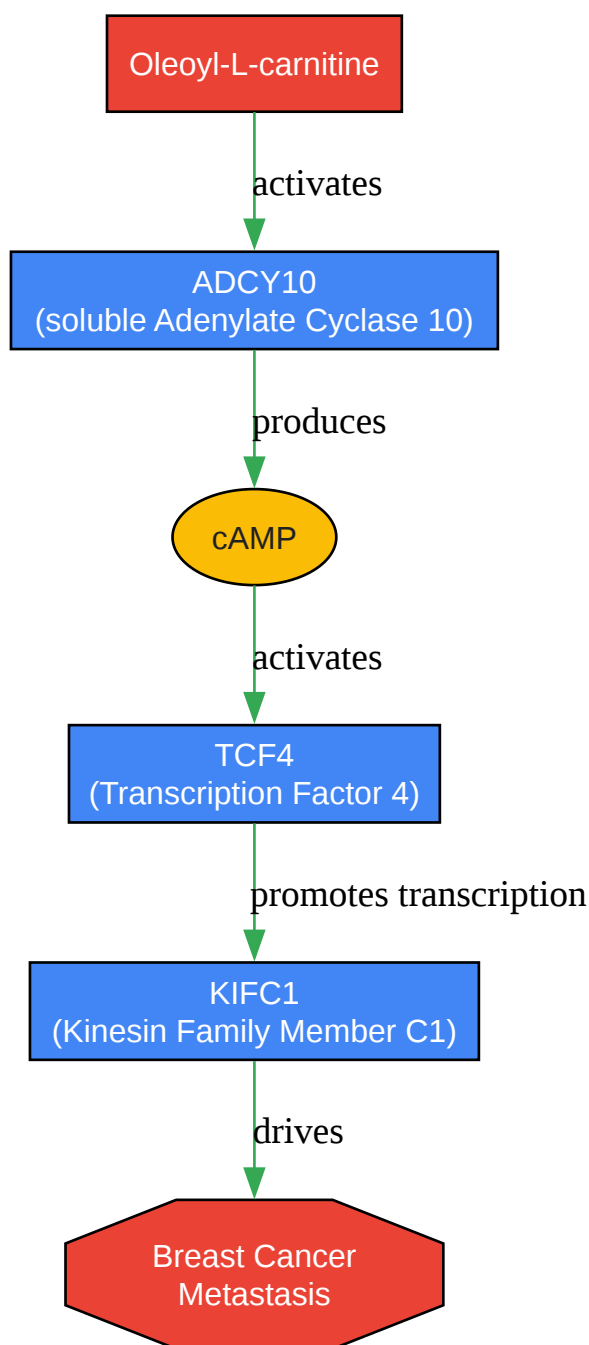 Oleoyl-L-carnitine
activates
ADCY10
(soluble Adenylate Cyclase 10)
produces
cAMP
activates
TCF4
(Transcription Factor 4)
promotes transcription
KIFC1
(Kinesin Family Member C1)
drives
Breast Cancer
Metastasis